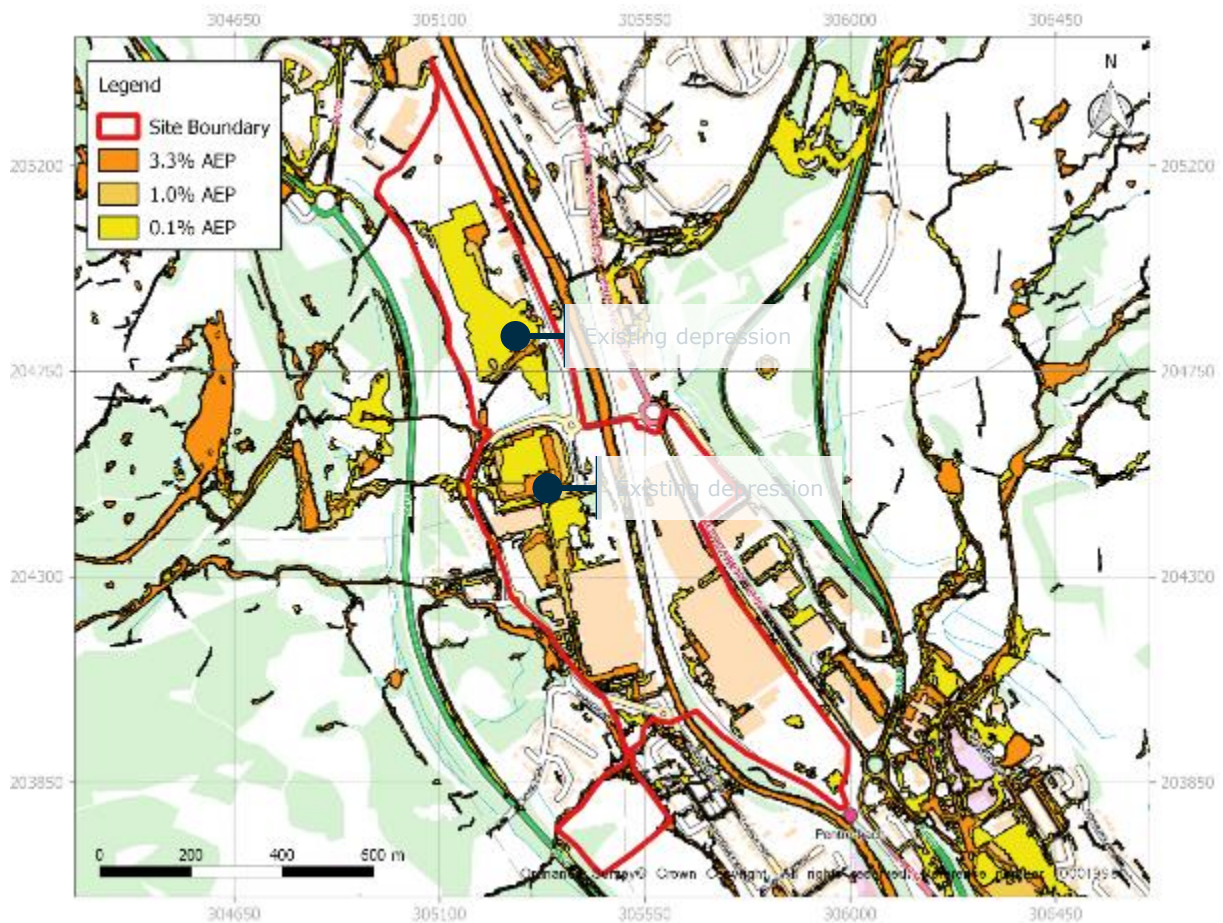 304650 305100 305550 306000 306450
N
Legend
Site Boundary
3.3% AEP
1.0% AEP
0.1% AEP
205200 205200
Existing depression
204750 204750
Existing depression
204300 204300
203850 203850
0 200 400 600 m
Crown Copyright. All rights reserved.
304650 305100 305550 306000 306450